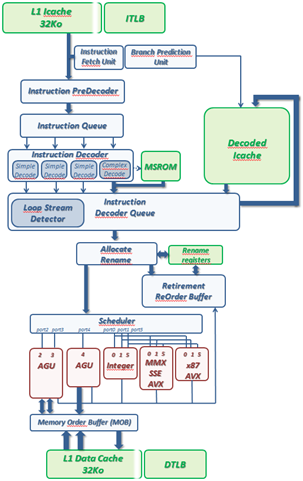 L1 Icache
32Ko
ITLB
Instruction
Fetch Unit
Branch Prediction
Unit
Instruction PreDecoder
Instruction Queue
Decoded
Icache
Instruction Decoder
Simple
Decode
Simple
Decode
Simple
Decode
Complex
Decode
MSROM
Loop Stream
Detector
Instruction
Decoder Queue
Allocate
Rename
Rename
registers
Retirement
ReOrder Buffer
Scheduler
port2 port3 port4 port0 port1 port5
2 3
AGU
4
AGU
0 1 5
Integer
0 1 5
MMX
SSE
AVX
0 1 5
x87
AVX
Memory Order Buffer (MOB)
L1 Data Cache
32Ko
DTLB